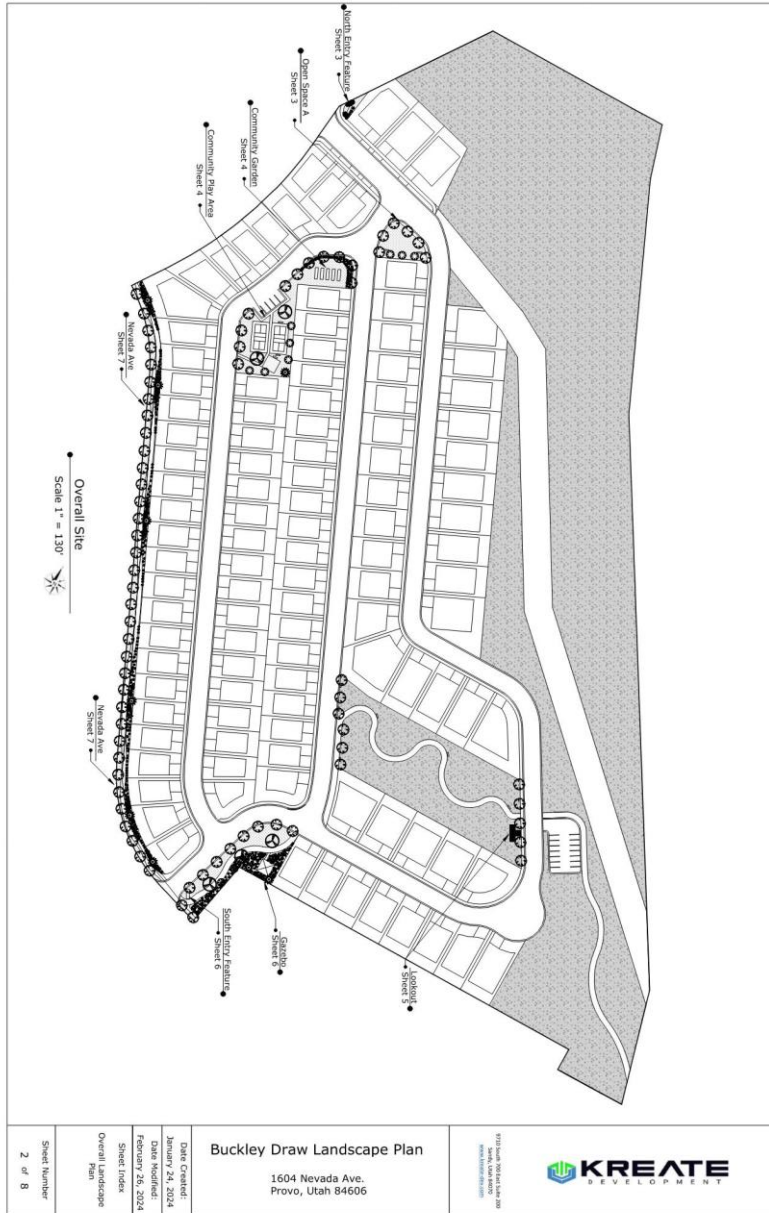 North Entry Feature
Sheet 3
Open Space A
Sheet 3
Community Garden
Sheet 4
Community Play Area
Sheet 4
Nevada Ave
Sheet 7
Overall Site
Scale 1" = 130'
Nevada Ave
Sheet 7
Lookout
Sheet 5
Gazebo
Sheet 6
South Entry Feature
Sheet 6
Sheet Number
2 of 8
Sheet Index
Overall Landscape
Plan
Date Created:
January 24, 2024
Date Modified:
February 26, 2024
Buckley Draw Landscape Plan
1604 Nevada Ave.
Provo, Utah 84606
Sandy, Utah 84070
KREATE
DEVELOPMENT